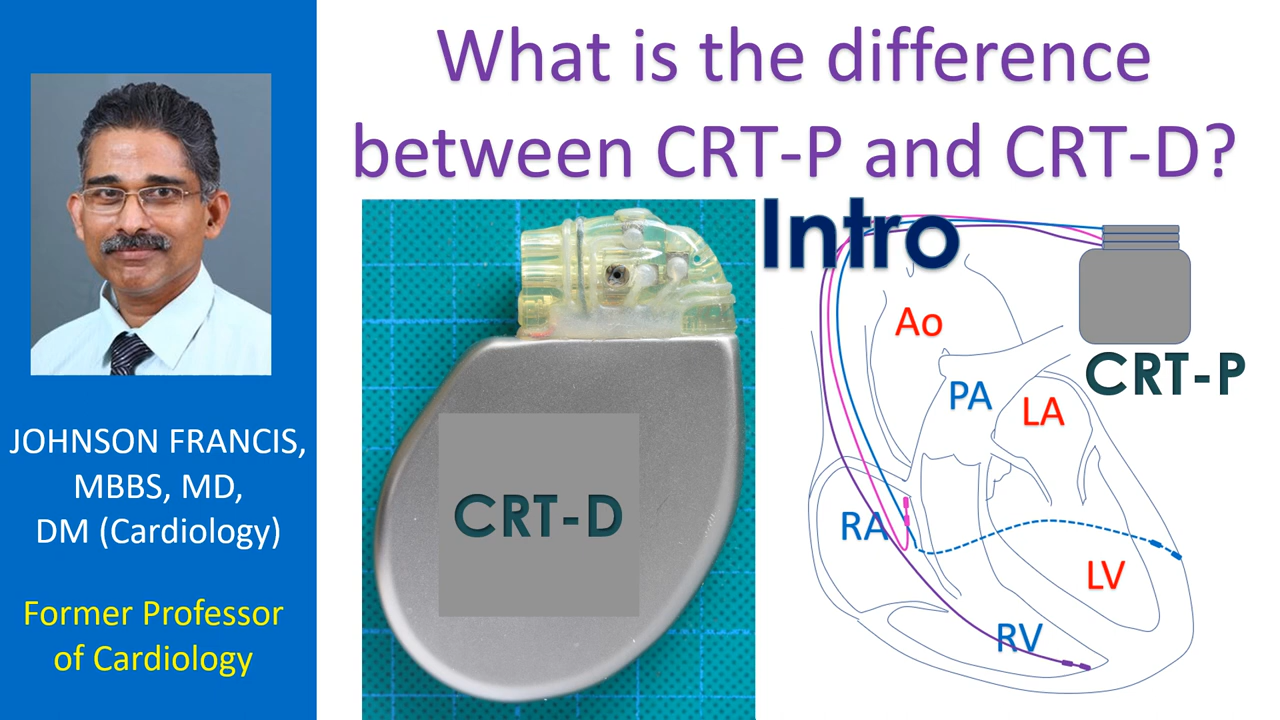 What is the difference
between CRT-P and CRT-D?
Intro
JOHNSON FRANCIS,
MBBS, MD,
DM (Cardiology)
Former Professor
of Cardiology
CRT-D
CRT-P
Ao
PA
LA
RA
LV
RV